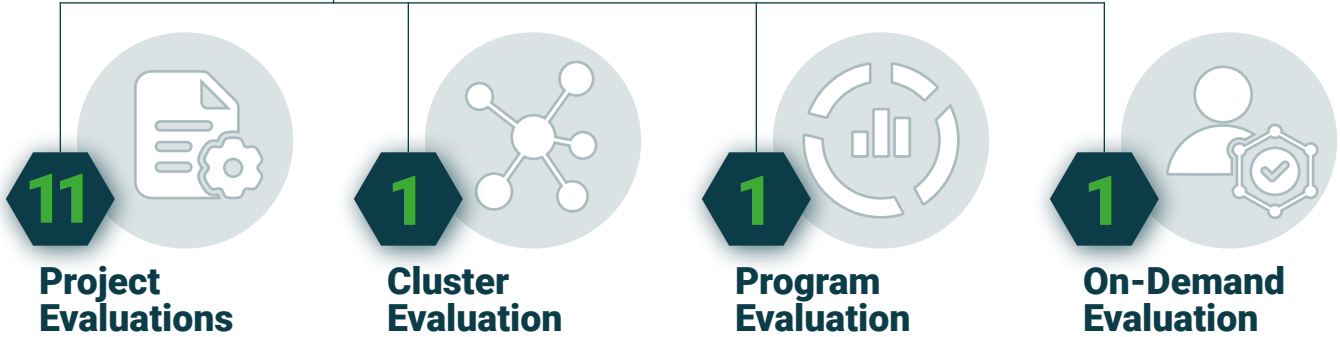 11
Project
Evaluations
1
Cluster
Evaluation
1
Program
Evaluation
1
On-Demand
Evaluation